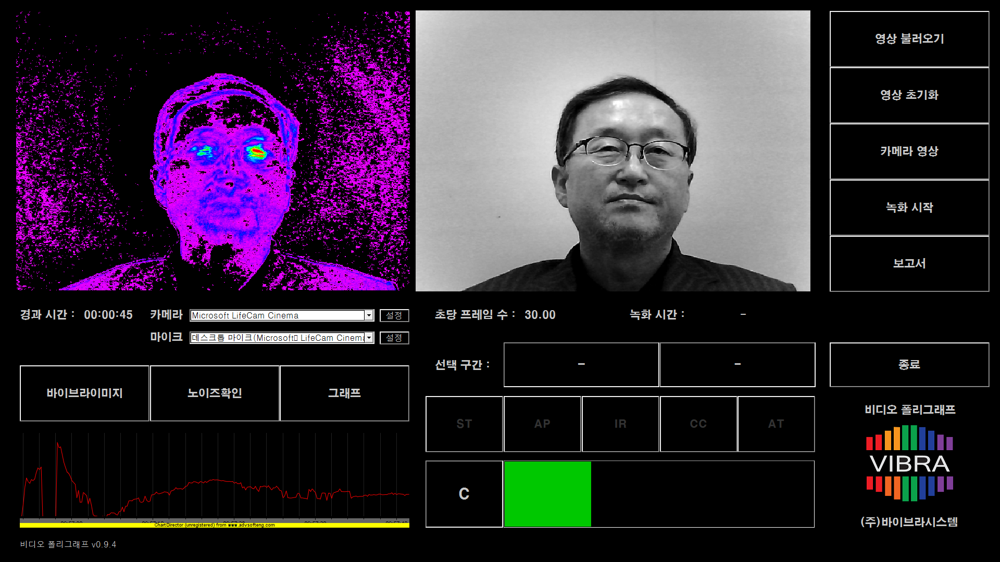 영상 불러오기
영상 초기화
카메라 영상
녹화 시작
보고서
경과 시간 : 00:00:45
카메라 Microsoft LifeCam Cinema 설정
마이크 데스크톱 마이크(Microsoft LifeCam Cinema 설정
초당 프레임 수 : 30.00
녹화 시간 : -
선택 구간 : - -
종료
바이브라이미지 노이즈확인 그래프
ST AP IR CC AT
C
비디오 폴리그래프
VIBRA
(주)바이브라시스템
ChartDirector (unregistered) from www.advsofteng.com
비디오 폴리그래프 v0.9.4